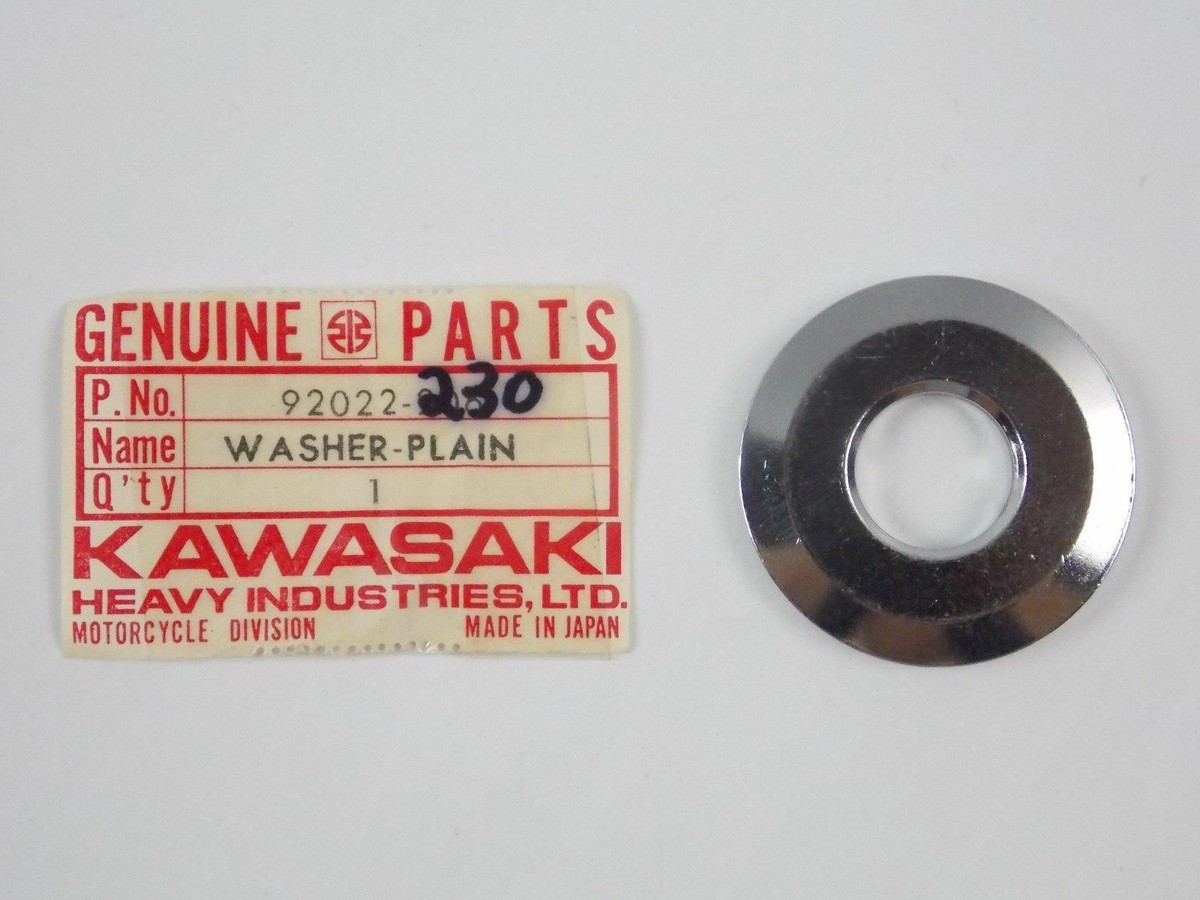 GENUINE PARTS
P. No. 92022-230
Name WASHER-PLAIN
Q'ty 1
KAWASAKI
HEAVY INDUSTRIES, LTD.
MOTORCYCLE DIVISION MADE IN JAPAN